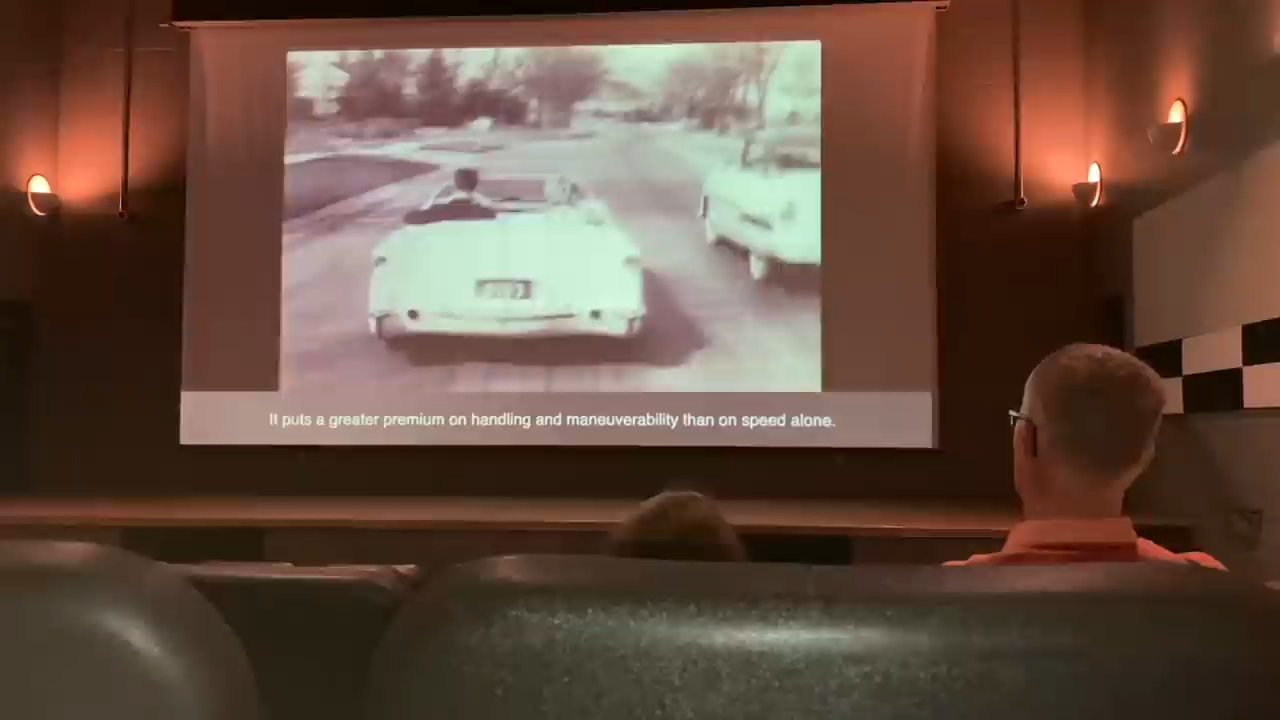 It puts a greater premium on handling and maneuverability than on speed alone.